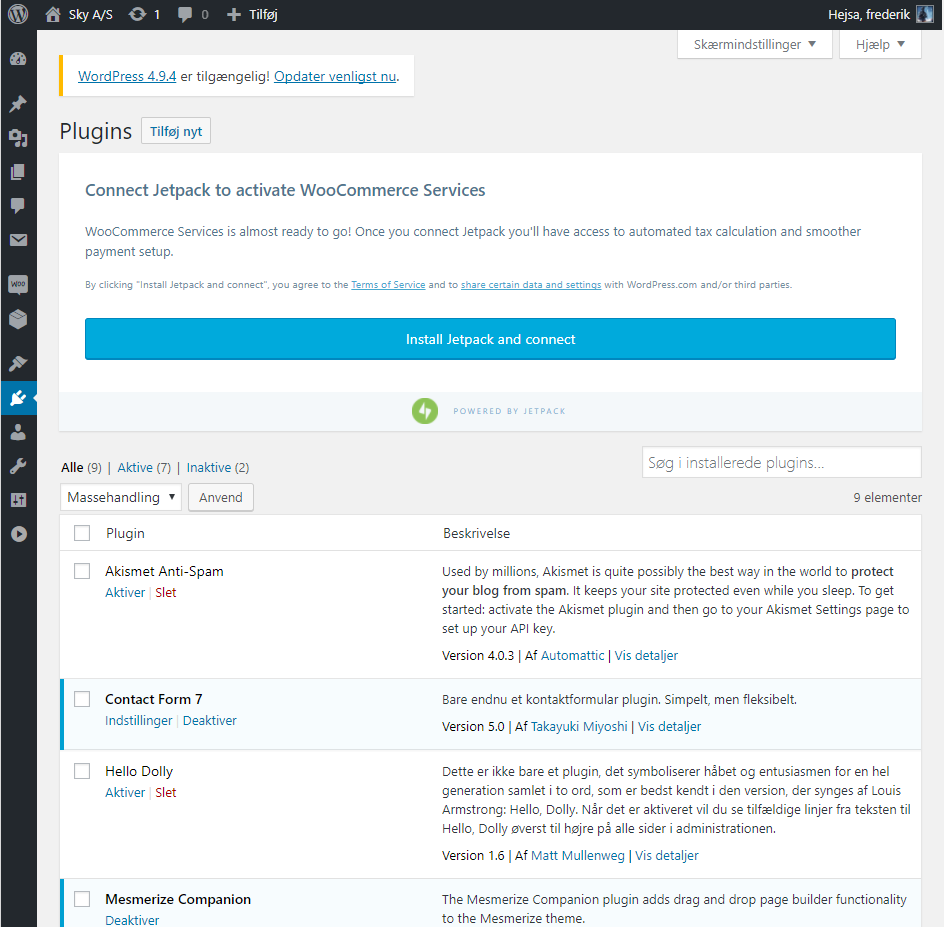 Sky A/S 1 0 Tilføj Hejsa, frederik
Skærmindstillinger ▼ Hjælp ▼
WordPress 4.9.4 er tilgængelig! Opdater venligst nu.
Plugins Tilføj nyt
Connect Jetpack to activate WooCommerce Services
WooCommerce Services is almost ready to go! Once you connect Jetpack you'll have access to automated tax calculation and smoother
payment setup.
By clicking "Install Jetpack and connect", you agree to the Terms of Service and to share certain data and settings with WordPress.com and/or third parties.
Install Jetpack and connect
POWERED BY JETPACK
Alle (9) | Aktive (7) | Inaktive (2)
Søg i installerede plugins...
Massehandling ▼ Anvend
9 elementer
Plugin Beskrivelse
Akismet Anti-Spam
Aktiver | Slet
Used by millions, Akismet is quite possibly the best way in the world to protect
your blog from spam. It keeps your site protected even while you sleep. To get
started: activate the Akismet plugin and then go to your Akismet Settings page to
set up your API key.
Version 4.0.3 | Af Automattic | Vis detaljer
Contact Form 7
Indstillinger | Deaktiver
Bare endnu et kontaktformular plugin. Simpelt, men fleksibelt.
Version 5.0 | Af Takayuki Miyoshi | Vis detaljer
Hello Dolly
Aktiver | Slet
Dette er ikke bare et plugin, det symboliserer håbet og entusiasmen for en hel
generation samlet i to ord, som er bedst kendt i den version, der synges af Louis
Armstrong: Hello, Dolly. Når det er aktiveret vil du se tilfældige linjer fra teksten til
Hello, Dolly øverst til højre på alle sider i administrationen.
Version 1.6 | Af Matt Mullenweg | Vis detaljer
Mesmerize Companion
Deaktiver
The Mesmerize Companion plugin adds drag and drop page builder functionality
to the Mesmerize theme.